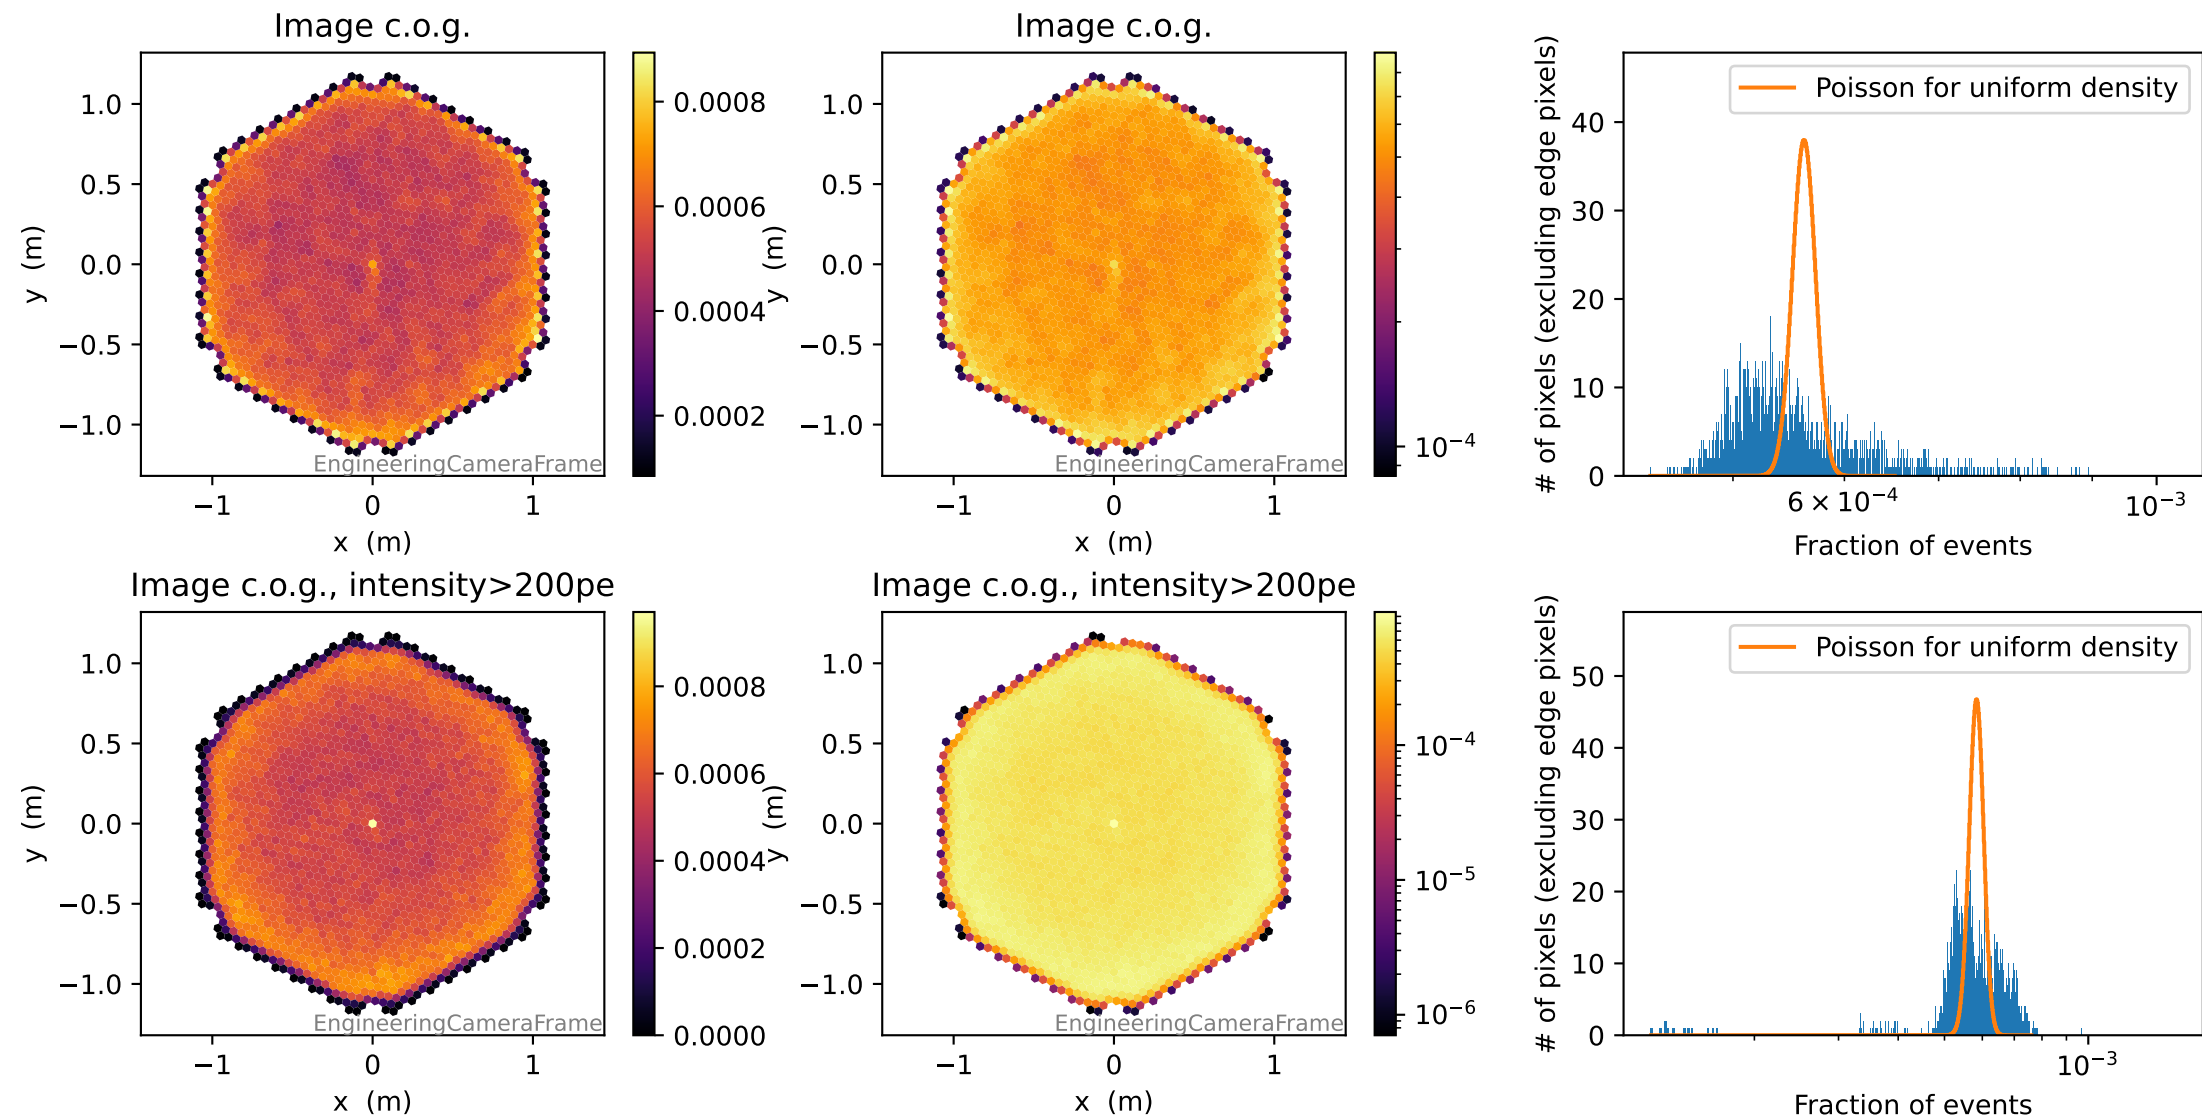 Image c.o.g.
y (m)
1.0
0.5
0.0
−0.5
−1.0
EngineeringCameraFrame
−1 0 1
x (m)
0.0008
0.0006
0.0004
0.0002
Image c.o.g.
y (m)
1.0
0.5
0.0
−0.5
−1.0
EngineeringCameraFrame
−1 0 1
x (m)
10⁻⁴
# of pixels (excluding edge pixels)
40
30
20
10
0
Poisson for uniform density
6 × 10⁻⁴ 10⁻³
Fraction of events
Image c.o.g., intensity>200pe
y (m)
1.0
0.5
0.0
−0.5
−1.0
EngineeringCameraFrame
−1 0 1
x (m)
0.0008
0.0006
0.0004
0.0002
0.0000
Image c.o.g., intensity>200pe
y (m)
1.0
0.5
0.0
−0.5
−1.0
EngineeringCameraFrame
−1 0 1
x (m)
10⁻⁴
10⁻⁵
10⁻⁶
# of pixels (excluding edge pixels)
50
40
30
20
10
0
Poisson for uniform density
10⁻³
Fraction of events